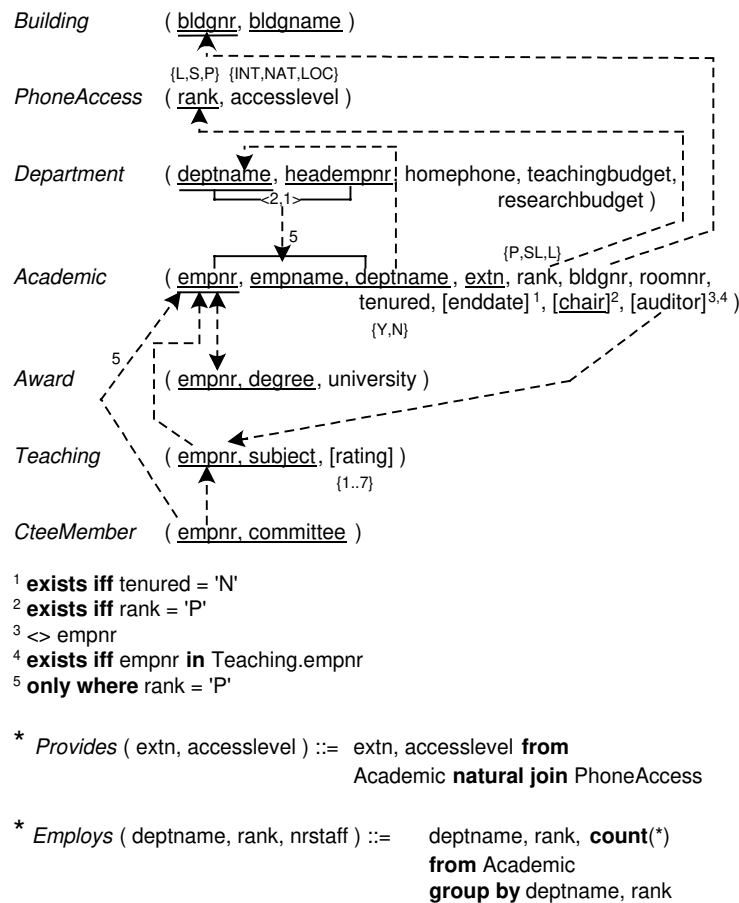 Building ( bldgnr, bldgname )
{L,S,P} {INT,NAT,LOC}
PhoneAccess ( rank, accesslevel )
Department ( deptname, headempnr, homephone, teachingbudget,
researchbudget )
<2,1>
5
{P,SL,L}
Academic ( empnr, empname, deptname , extn, rank, bldgnr, roomnr,
tenured, [enddate] 1, [chair]2, [auditor]3,4 )
{Y,N}
5
Award ( empnr, degree, university )
Teaching ( empnr, subject, [rating] )
{1..7}
CteeMember ( empnr, committee )
1 exists iff tenured = 'N'
2 exists iff rank = 'P'
3 <> empnr
4 exists iff empnr in Teaching.empnr
5 only where rank = 'P'
* Provides ( extn, accesslevel ) ::= extn, accesslevel from
Academic natural join PhoneAccess
* Employs ( deptname, rank, nrstaff ) ::= deptname, rank, count(*)
from Academic
group by deptname, rank